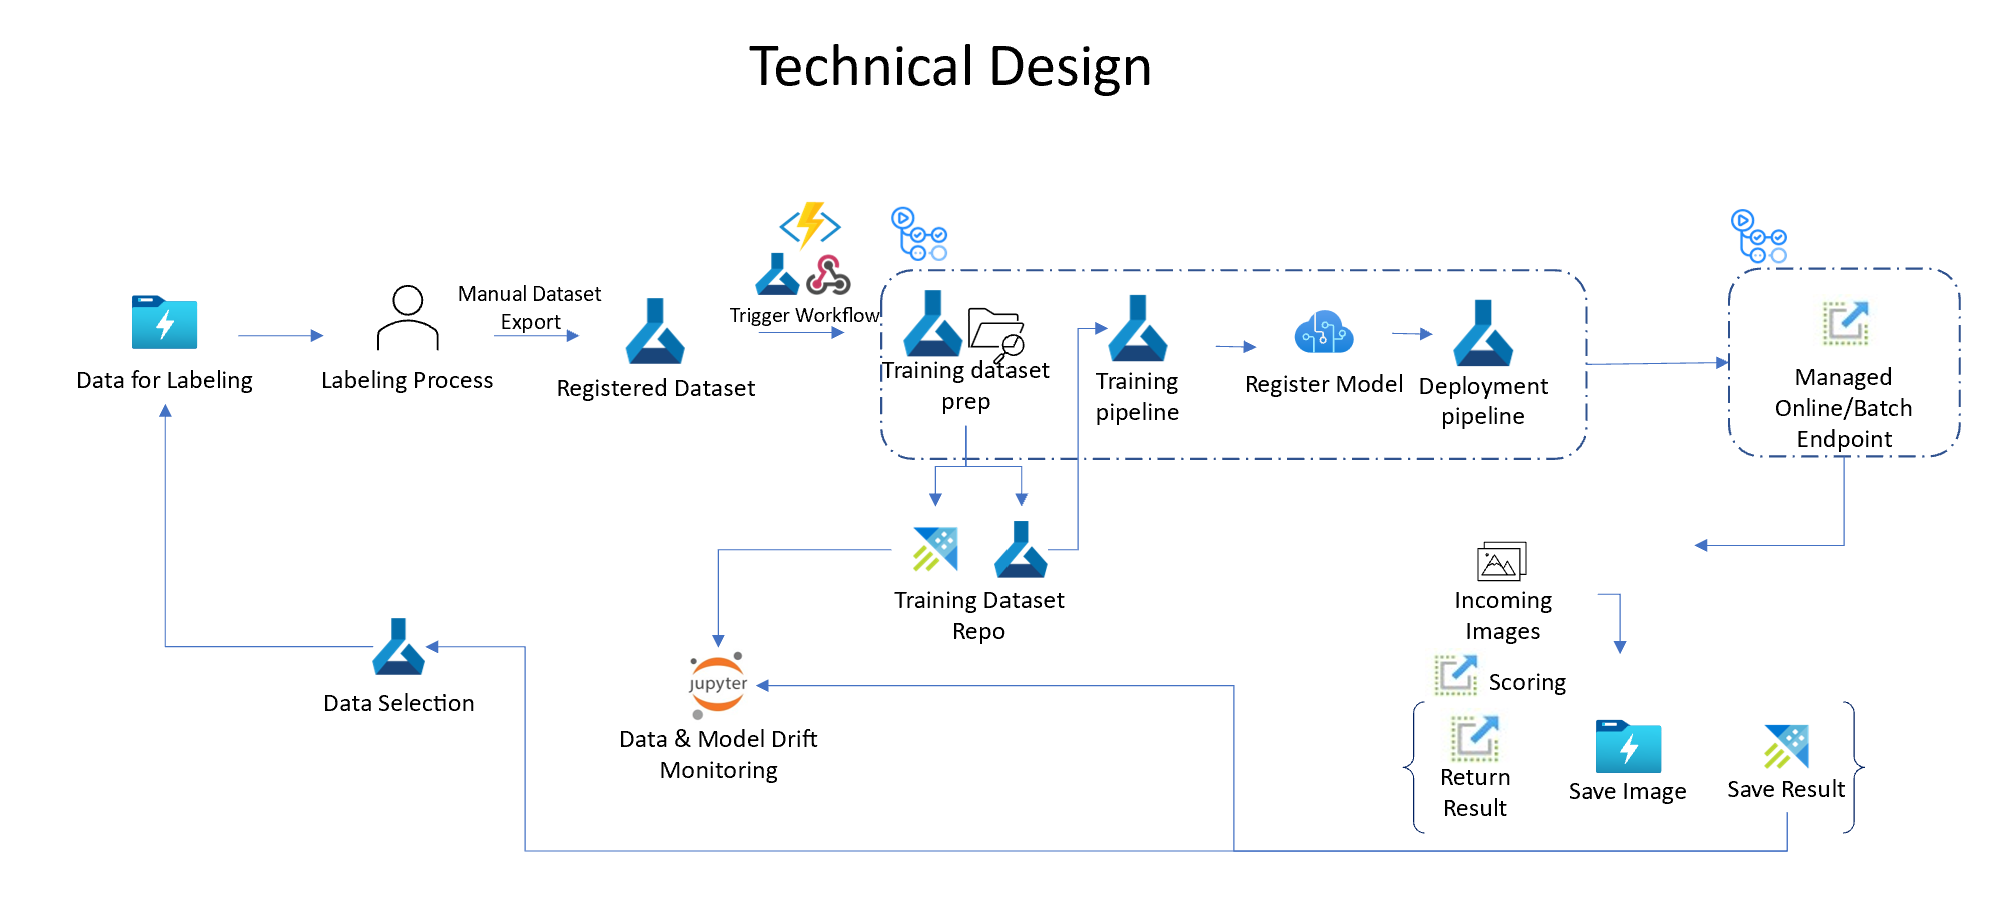 Technical Design
Manual Dataset
Export
Trigger Workflow
Data for Labeling
Labeling Process
Registered Dataset
Training dataset
prep
Training
pipeline
Register Model
Deployment
pipeline
Managed
Online/Batch
Endpoint
Training Dataset
Repo
Incoming
Images
Data Selection
jupyter
Data & Model Drift
Monitoring
Scoring
Return
Result
Save Image
Save Result